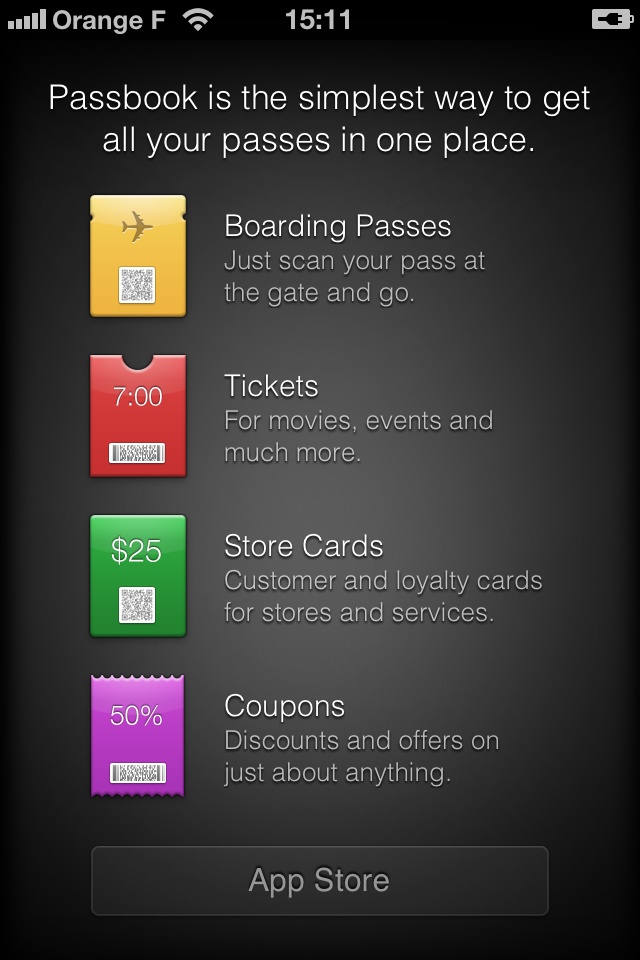 Orange F 15:11
Passbook is the simplest way to get
all your passes in one place.
Boarding Passes
Just scan your pass at
the gate and go.
7:00
Tickets
For movies, events and
much more.
$25
Store Cards
Customer and loyalty cards
for stores and services.
50%
Coupons
Discounts and offers on
just about anything.
App Store